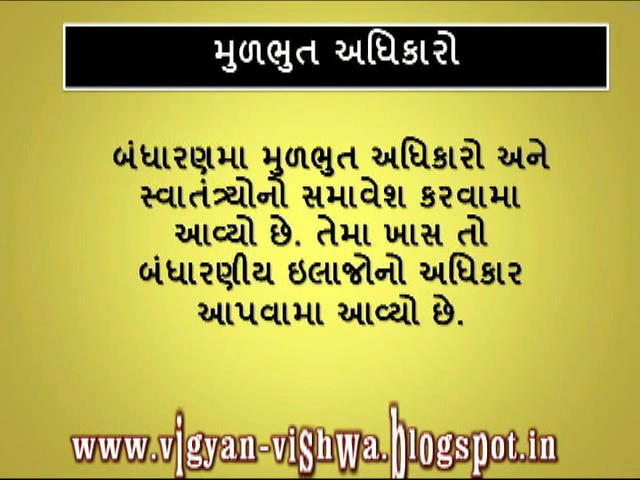 મુળભુત અધિકારો
બંધારણમા મુળભુત અધિકારો અને
સ્વાતંત્ર્યોનો સમાવેશ કરવામા
આવ્યો છે. તેમા ખાસ તો
બંધારણીય ઇલાજોનો અધિકાર
આપવામા આવ્યો છે.
www.vigyan-vishwa.blogspot.in